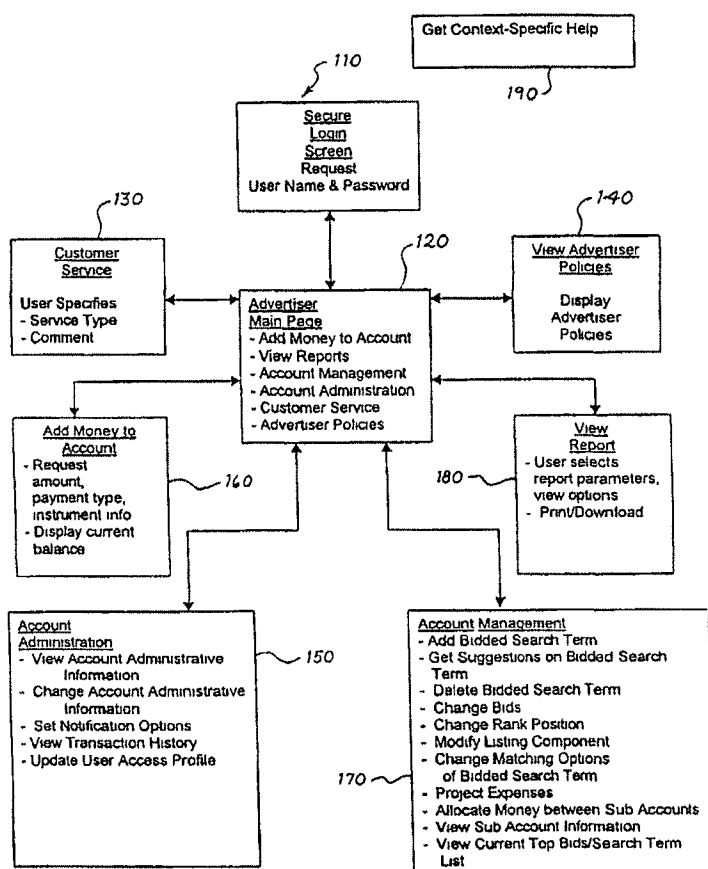 Get Context-Specific Help
190
110
Secure
Login
Screen
Request
User Name & Password
130
Customer
Service
User Specifies
- Service Type
- Comment
120
Advertiser
Main Page
- Add Money to Account
- View Reports
- Account Management
- Account Administration
- Customer Service
- Advertiser Policies
140
View Advertiser
Policies
Display
Advertiser
Policies
Add Money to
Account
- Request
amount,
payment type,
instrument info
- Display current
balance
160
180
View
Report
- User selects
report parameters,
view options
- Print/Download
Account
Administration
- View Account Administrative
Information
- Change Account Administrative
Information
- Set Notification Options
- View Transaction History
- Update User Access Profile
150
170
Account Management
- Add Bidded Search Term
- Get Suggestions on Bidded Search
Term
- Delete Bidded Search Term
- Change Bids
- Change Rank Position
- Modify Listing Component
- Change Matching Options
of Bidded Search Term
- Project Expenses
- Allocate Money between Sub Accounts
- View Sub Account Information
- View Current Top Bids/Search Term
List